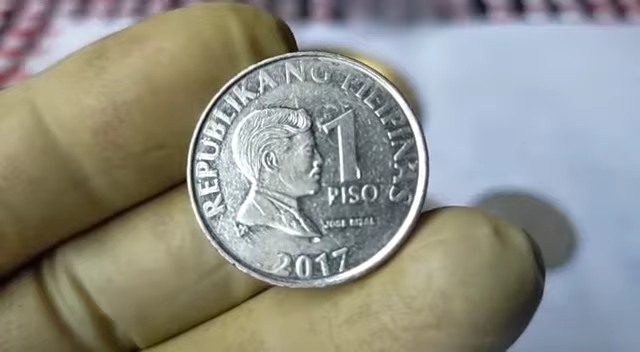 REPUBLIKA NG PILIPINAS
1
PISO
JOSE RIZAL
2017